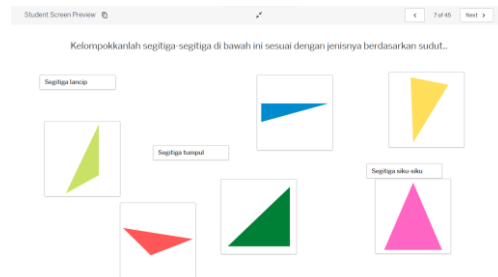 Student Screen Preview
7 of 45
Next
Kelompokkanlah segitiga-segitiga di bawah ini sesuai dengan jenisnya berdasarkan sudut..
Segitiga lancip
Segitiga tumpul
Segitiga siku-siku